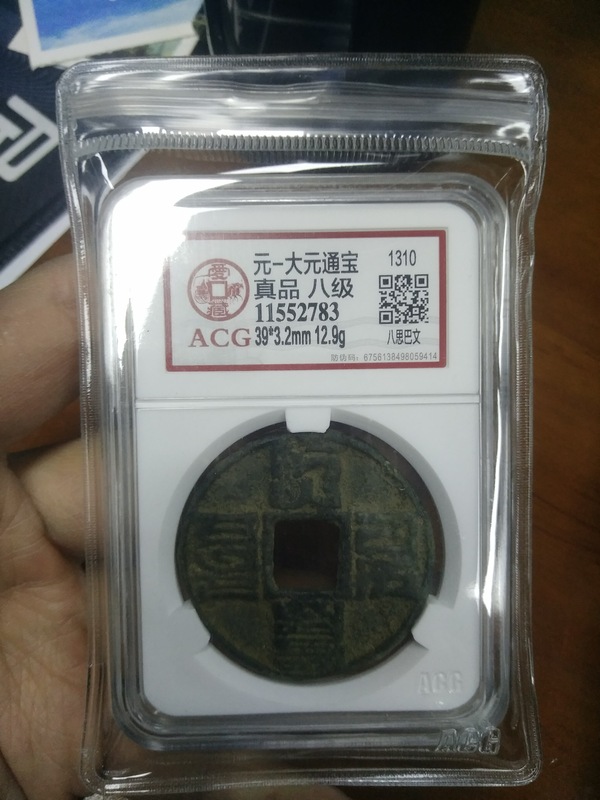 元-大元通宝 1310
真品 八级
11552783
ACG 39*3.2mm 12.9g 八思巴文
防伪码: 6756138498059414
ACG
ACG